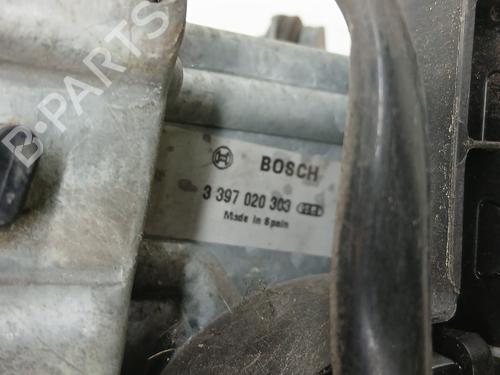 BOSCH
3 397 020 303
Made in Spain
B-PARTS